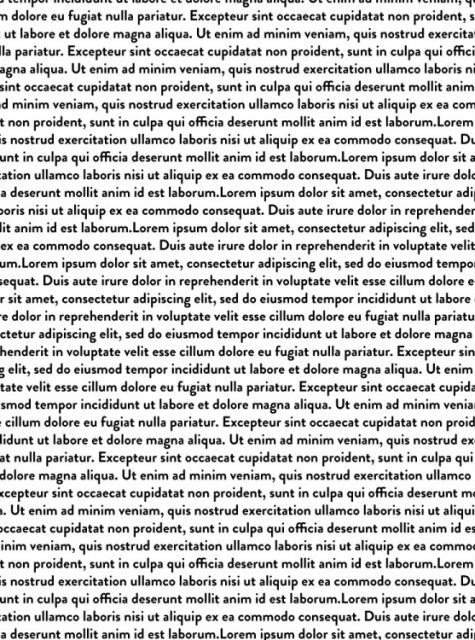 tempor incididunt ut labore et dolore magna aliqua. Ut enim ad minim veniam,
dolor eu fugiat nulla pariatur. Excepteur sint occaecat cupidatat non proident, s
ut labore et dolore magna aliqua. Ut enim ad minim veniam, quis nostrud exercitat
lla pariatur. Excepteur sint occaecat cupidatat non proident, sunt in culpa qui offici
agna aliqua. Ut enim ad minim veniam, quis nostrud exercitation ullamco laboris ni
sint occaecat cupidatat non proident, sunt in culpa qui officia deserunt mollit anim
d minim veniam, quis nostrud exercitation ullamco laboris nisi ut aliquip ex ea com
t non proident, sunt in culpa qui officia deserunt mollit anim id est laborum.Lorem
is nostrud exercitation ullamco laboris nisi ut aliquip ex ea commodo consequat. Du
unt in culpa qui officia deserunt mollit anim id est laborum.Lorem ipsum dolor sit a
tation ullamco laboris nisi ut aliquip ex ea commodo consequat. Duis aute irure dolo
a deserunt mollit anim id est laborum.Lorem ipsum dolor sit amet, consectetur adip
boris nisi ut aliquip ex ea commodo consequat. Duis aute irure dolor in reprehender
lit anim id est laborum.Lorem ipsum dolor sit amet, consectetur adipiscing elit, sed
ex ea commodo consequat. Duis aute irure dolor in reprehenderit in voluptate velit
um.Lorem ipsum dolor sit amet, consectetur adipiscing elit, sed do eiusmod tempo
sequat. Duis aute irure dolor in reprehenderit in voluptate velit esse cillum dolore e
r sit amet, consectetur adipiscing elit, sed do eiusmod tempor incididunt ut labore
re dolor in reprehenderit in voluptate velit esse cillum dolore eu fugiat nulla pariatu
ctetur adipiscing elit, sed do eiusmod tempor incididunt ut labore et dolore magna
henderit in voluptate velit esse cillum dolore eu fugiat nulla pariatur. Excepteur sin
g elit, sed do eiusmod tempor incididunt ut labore et dolore magna aliqua. Ut enim
tate velit esse cillum dolore eu fugiat nulla pariatur. Excepteur sint occaecat cupida
smod tempor incididunt ut labore et dolore magna aliqua. Ut enim ad minim venia
e cillum dolore eu fugiat nulla pariatur. Excepteur sint occaecat cupidatat non proid
didunt ut labore et dolore magna aliqua. Ut enim ad minim veniam, quis nostrud ex
at nulla pariatur. Excepteur sint occaecat cupidatat non proident, sunt in culpa qui
dolore magna aliqua. Ut enim ad minim veniam, quis nostrud exercitation ullamco
xcepteur sint occaecat cupidatat non proident, sunt in culpa qui officia deserunt mo
a. Ut enim ad minim veniam, quis nostrud exercitation ullamco laboris nisi ut aliqui
occaecat cupidatat non proident, sunt in culpa qui officia deserunt mollit anim id es
inim veniam, quis nostrud exercitation ullamco laboris nisi ut aliquip ex ea commo
t non proident, sunt in culpa qui officia deserunt mollit anim id est laborum.Lorem
is nostrud exercitation ullamco laboris nisi ut aliquip ex ea commodo consequat. Du
unt in culpa qui officia deserunt mollit anim id est laborum.Lorem ipsum dolor sit a
tation ullamco laboris nisi ut aliquip ex ea commodo consequat. Duis aute irure dolo
a deserunt mollit anim id est laborum.Lorem ipsum dolor sit amet, consectetur adip